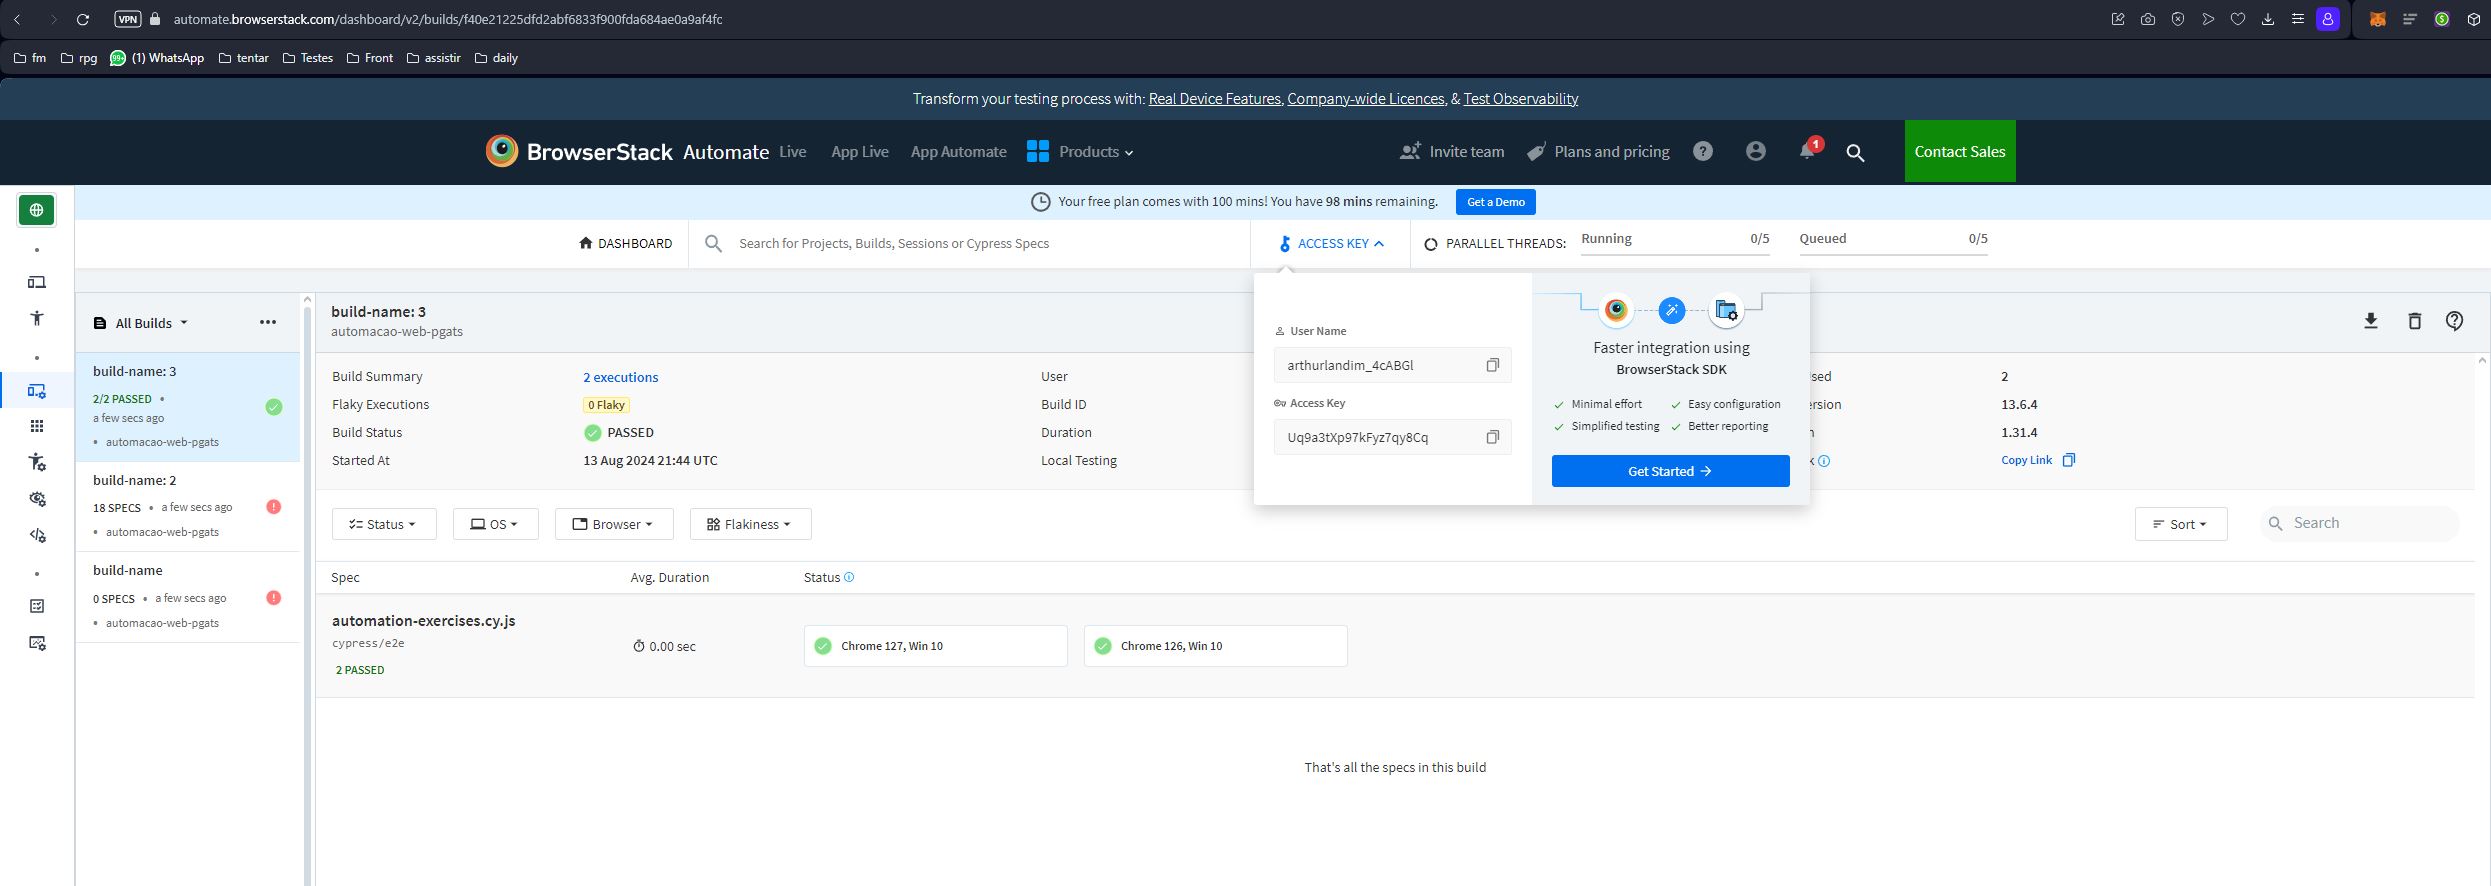 VPN
automate.browserstack.com/dashboard/v2/builds/f40e21225dfd2abf6833f900fda684ae0a9af4fc
fm
rpg
99+
(1) WhatsApp
tentar
Testes
Front
assistir
daily
Transform your testing process with: Real Device Features, Company-wide Licences, & Test Observability
BrowserStack Automate
Live
App Live
App Automate
Products
Invite team
Plans and pricing
1
Contact Sales
Your free plan comes with 100 mins! You have 98 mins remaining.
Get a Demo
DASHBOARD
Search for Projects, Builds, Sessions or Cypress Specs
ACCESS KEY
PARALLEL THREADS:
Running 0/5
Queued 0/5
All Builds
build-name: 3
2/2 PASSED •
a few secs ago
• automacao-web-pgats
build-name: 2
18 SPECS • a few secs ago
• automacao-web-pgats
build-name
0 SPECS • a few secs ago
• automacao-web-pgats
build-name: 3
automacao-web-pgats
Build Summary 2 executions
Flaky Executions 0 Flaky
Build Status PASSED
Started At 13 Aug 2024 21:44 UTC
User
Build ID
Duration
Local Testing
User Name
arthurlandim_4cABGl
Access Key
Uq9a3tXp97kFyz7qy8Cq
Faster integration using
BrowserStack SDK
Minimal effort
Easy configuration
Simplified testing
Better reporting
Get Started
2
13.6.4
1.31.4
Copy Link
Status
OS
Browser
Flakiness
Sort
Search
Spec
Avg. Duration
Status
automation-exercises.cy.js
cypress/e2e
2 PASSED
0.00 sec
Chrome 127, Win 10
Chrome 126, Win 10
That's all the specs in this build